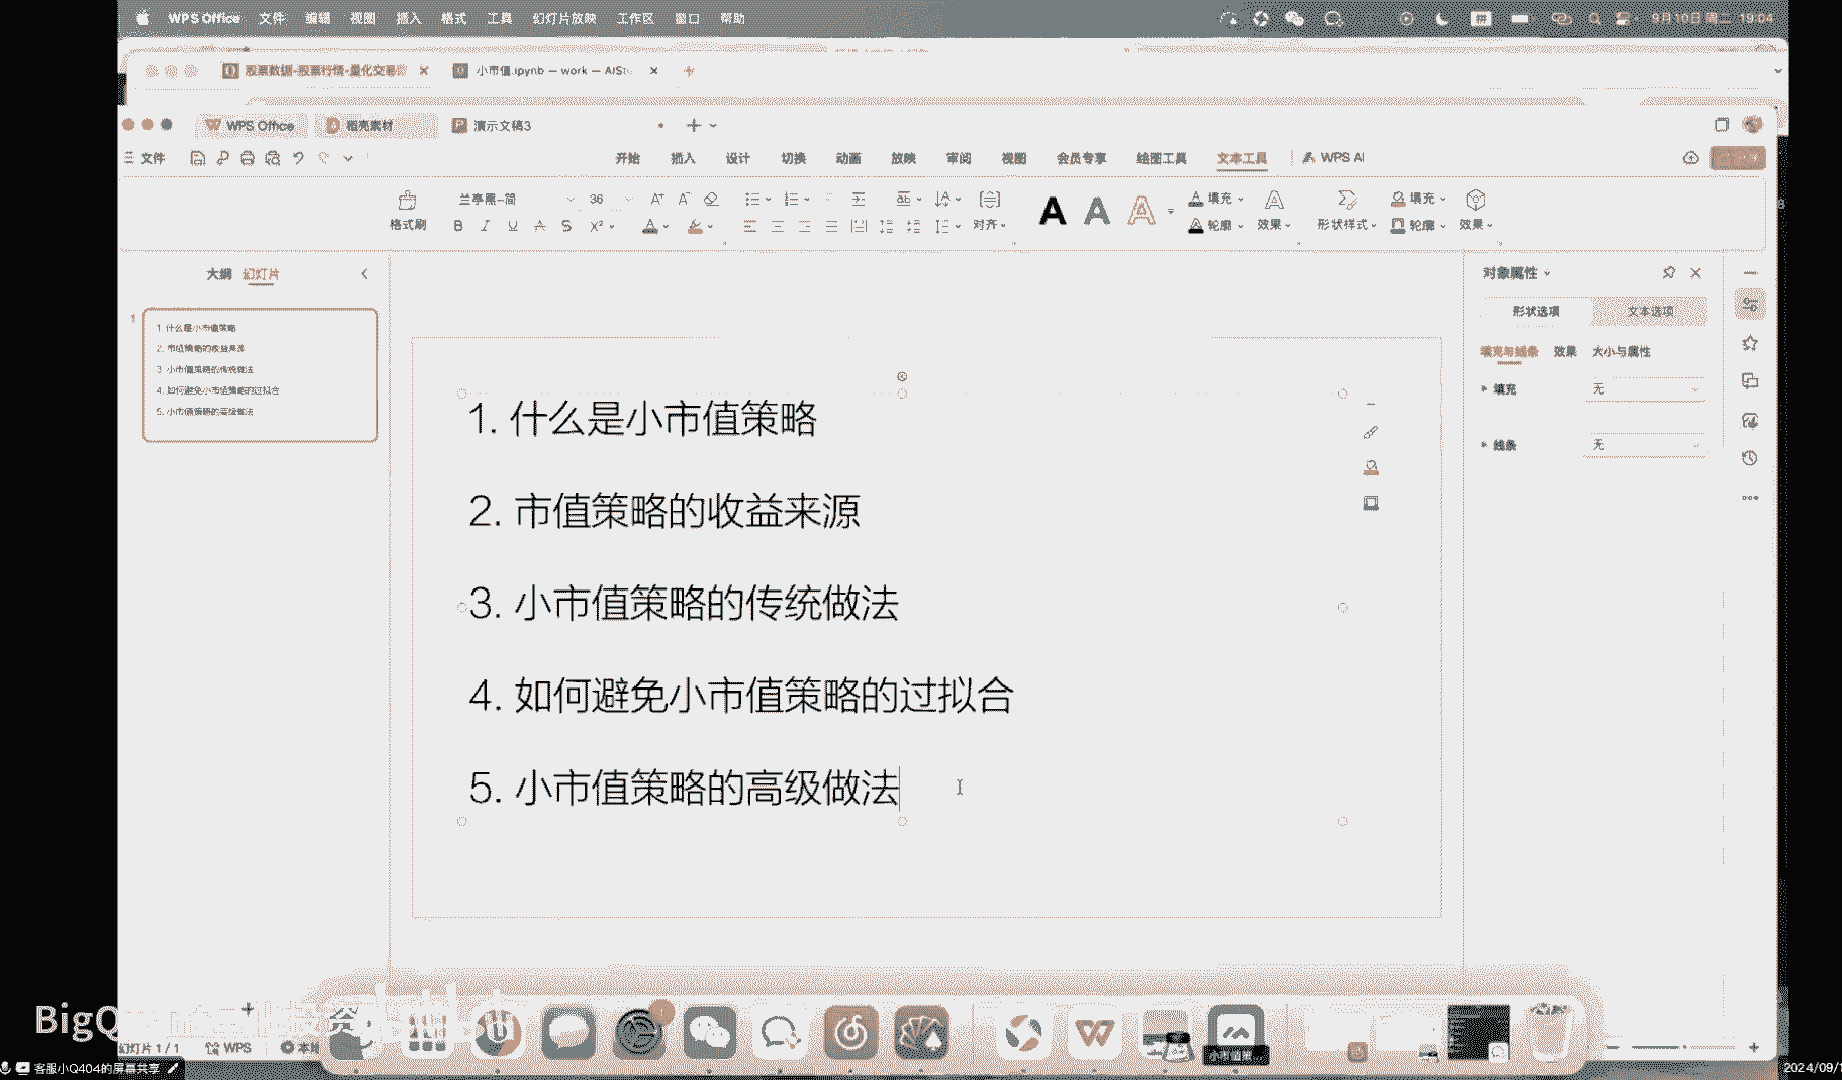 WPS Office 文件 编辑 视图 插入 格式 工具 幻灯片放映 工作区 窗口 帮助
拼 9月10日 周二 19:04
股票数据-股票行情-量化交易
小市值.ipynb — work — AIStu
WPS Office
稻壳素材
演示文稿3
文件
开始 插入 设计 切换 动画 放映 审阅 视图 会员专享 绘图工具 文本工具 WPS AI
格式刷
兰亭黑-简 36
B I U A S X²
对齐
A A A
填充
轮廓
效果
形状样式
填充
轮廓
效果
大纲 幻灯片
1
1. 什么是小市值策略
2. 市值策略的收益来源
3. 小市值策略的传统做法
4. 如何避免小市值策略的过拟合
5. 小市值策略的高级做法
1. 什么是小市值策略
2. 市值策略的收益来源
3. 小市值策略的传统做法
4. 如何避免小市值策略的过拟合
5. 小市值策略的高级做法
对象属性
形状选项 文本选项
填充与线条 效果 大小与属性
填充 无
线条 无
BigQ
资
幻灯片 1 / 1 WPS
客服小Q404的屏幕共享
2024/09/